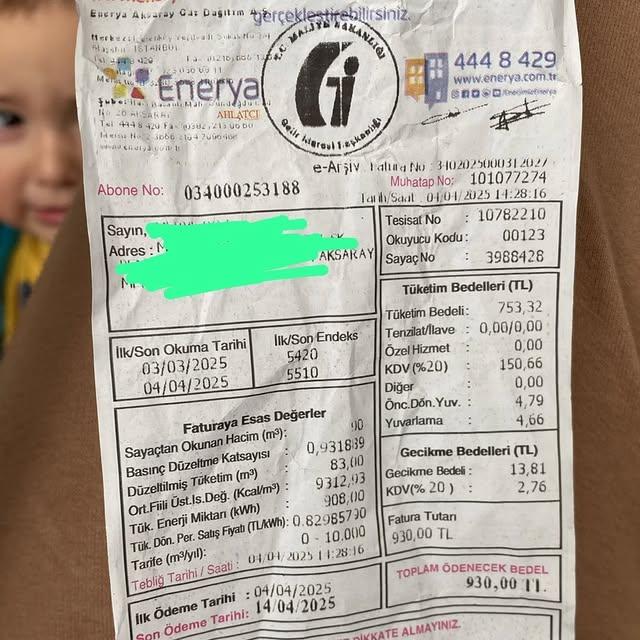 Enerya Aksaray Gaz Dağıtım A.Ş.
gerçekleştirebilirsiniz.
T.C. MALİYE BAKANLIĞI
Gelir İdaresi Başkanlığı
444 8 429
www.enerya.com.tr
Enerya
AHLATCI
e-Arşiv Fatura No : 3402025000312027
Abone No: 034000253188
Muhatap No: 101077274
Tarih/Saat 04/04/2025 14:28:16
Sayın,
Adres :
AKSARAY
Tesisat No 10782210
Okuyucu Kodu : 00123
Sayaç No 3988428
İlk/Son Okuma Tarihi
03/03/2025
04/04/2025
İlk/Son Endeks
5420
5510
Tüketim Bedelleri (TL)
Tüketim Bedeli : 753,32
Tenzilat/İlave : 0,00/0,00
Özel Hizmet : 0,00
KDV (%20) : 150,66
Diğer : 0,00
Önc.Dön.Yuv. : 4,79
Yuvarlama : 4,66
Faturaya Esas Değerler
Sayaçtan Okunan Hacim (m³): 90
Basınç Düzeltme Katsayısı : 0,931839
Düzeltilmiş Tüketim (m³) : 83,00
Ort.Fiili Üst.Is.Değ. (Kcal/m³) : 9312,93
Tük. Enerji Miktarı (kWh) : 908,00
Tük. Dön. Per. Satış Fiyatı (TL/kWh): 0.82985730
Tarife (m³/yıl): 0 - 10.000
Tebliğ Tarihi / Saati : 04/04/2025 14:28:16
Gecikme Bedelleri (TL)
Gecikme Bedeli : 13,81
KDV(% 20 ) : 2,76
Fatura Tutarı
930,00 TL
İlk Ödeme Tarihi : 04/04/2025
Son Ödeme Tarihi: 14/04/2025
TOPLAM ÖDENECEK BEDEL
930,00 TL
DİKKATE ALMAYINIZ.